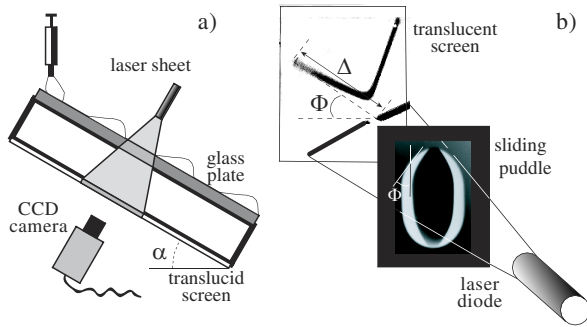 a)
laser sheet
glass
plate
CCD
camera
α
translucid
screen
b)
translucent
screen
Δ
Φ
sliding
puddle
Φ
laser
diode